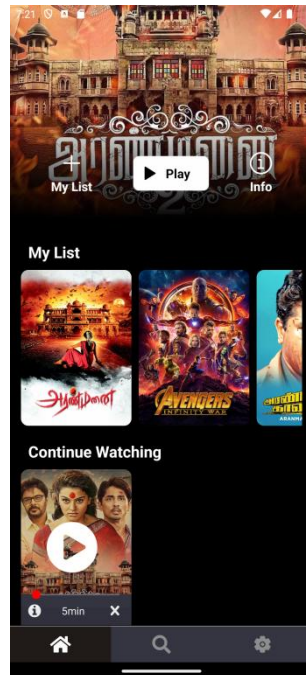 7:21
அரண்மனை
2
My List
Play
Info
My List
அரண்மனை
AVENGERS
INFINITY WAR
Continue Watching
5min
X